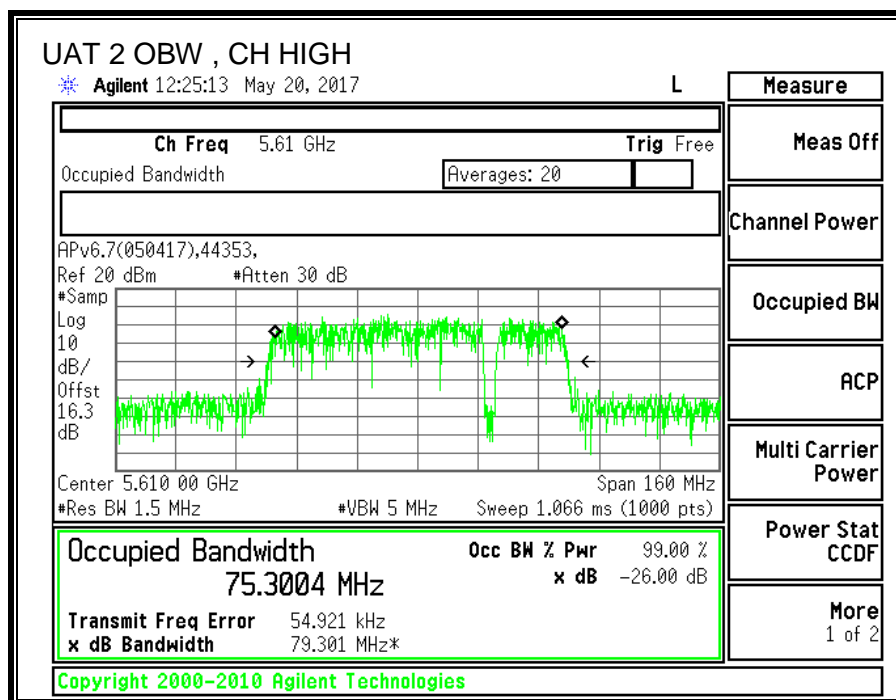 UAT 2 OBW , CH HIGH
Agilent 12:25:13 May 20, 2017 L Measure
Ch Freq 5.61 GHz Trig Free Meas Off
Occupied Bandwidth Averages: 20
Channel Power
APv6.7(050417),44353,
Ref 20 dBm #Atten 30 dB
#Samp
Log
10
dB/
Offst
16.3
dB
Occupied BW
ACP
Multi Carrier
Power
Center 5.610 00 GHz Span 160 MHz
#Res BW 1.5 MHz #VBW 5 MHz Sweep 1.066 ms (1000 pts)
Power Stat
CCDF
Occupied Bandwidth Occ BW % Pwr 99.00 %
75.3004 MHz x dB -26.00 dB
Transmit Freq Error 54.921 kHz
x dB Bandwidth 79.301 MHz*
More
1 of 2
Copyright 2000-2010 Agilent Technologies